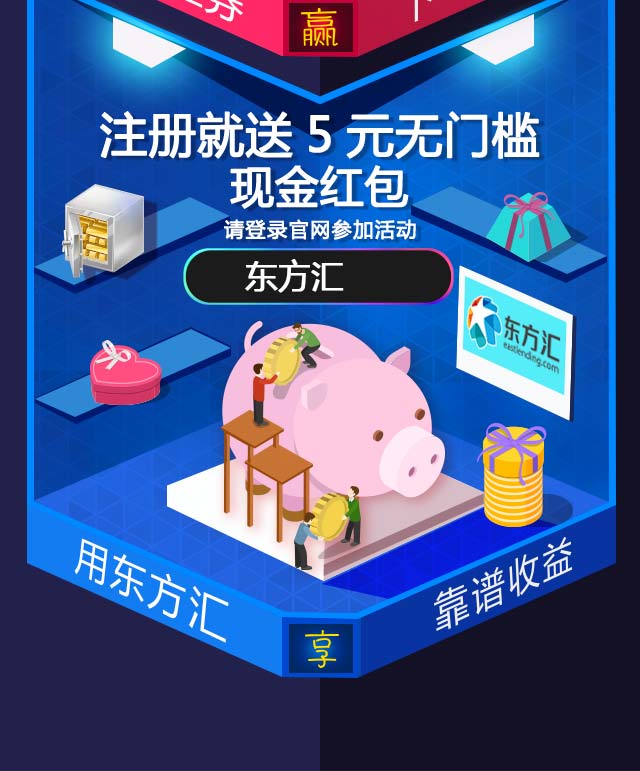 券
赢
注册就送 5 元无门槛
现金红包
请登录官网参加活动
东方汇
东方汇
eastlending.com
用东方汇
享
靠谱收益